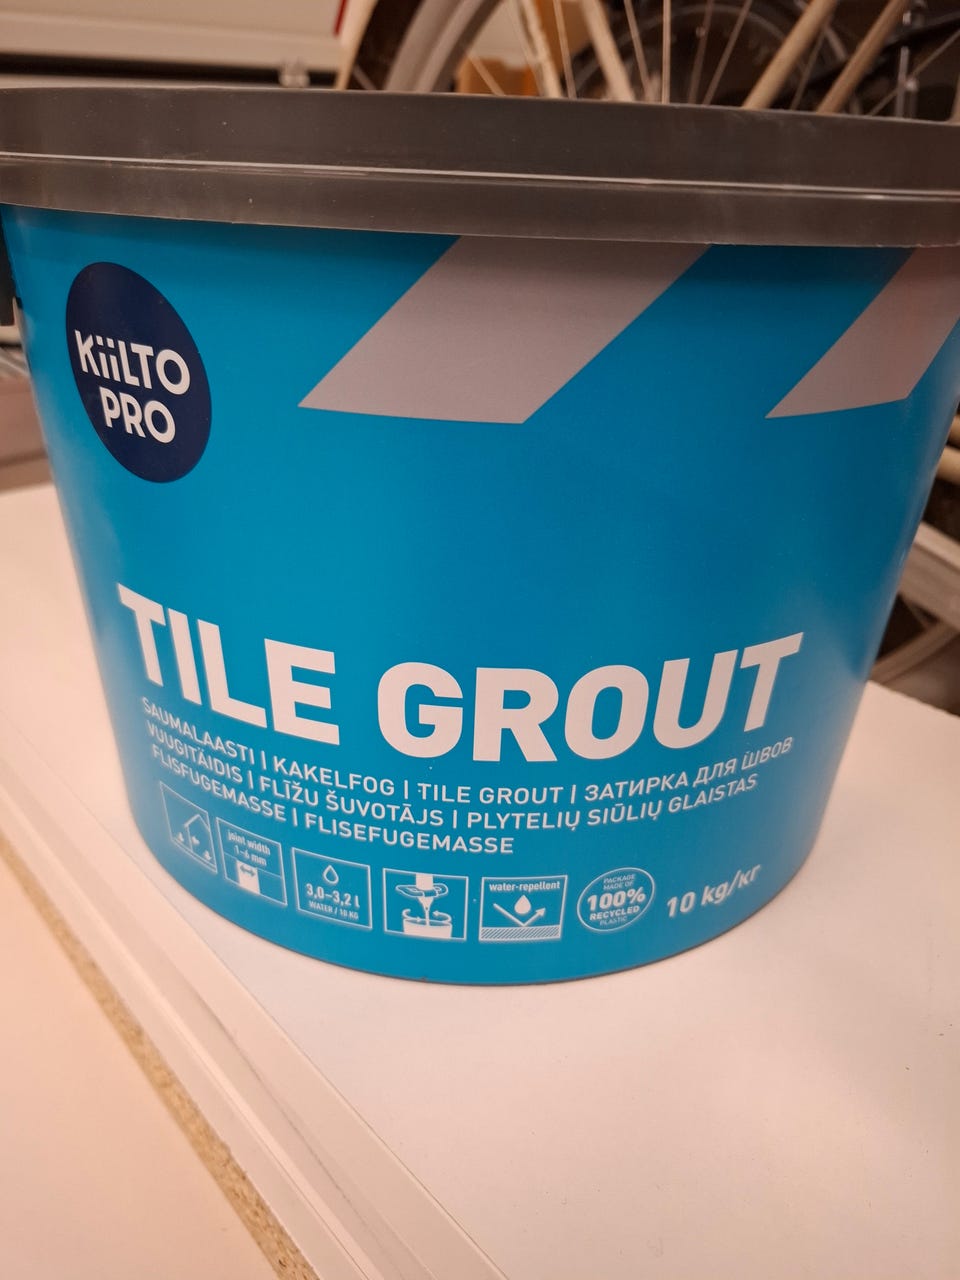 KiiLTO
PRO
TILE GROUT
SAUMALAASTI | KAKELFOG | TILE GROUT | ЗАТИРКА ДЛЯ ШВОВ
VUUGITÄIDIS | FLĪŽU ŠUVOTĀJS | PLYTELIŲ SIŪLIŲ GLAISTAS
FLISFUGEMASSE | FLISEFUGEMASSE
joint width
1-6 mm
3,0-3,2 l
WATER / 10 KG
water-repellent
PACKAGE
MADE OF
100%
RECYCLED
PLASTIC
10 kg/кг